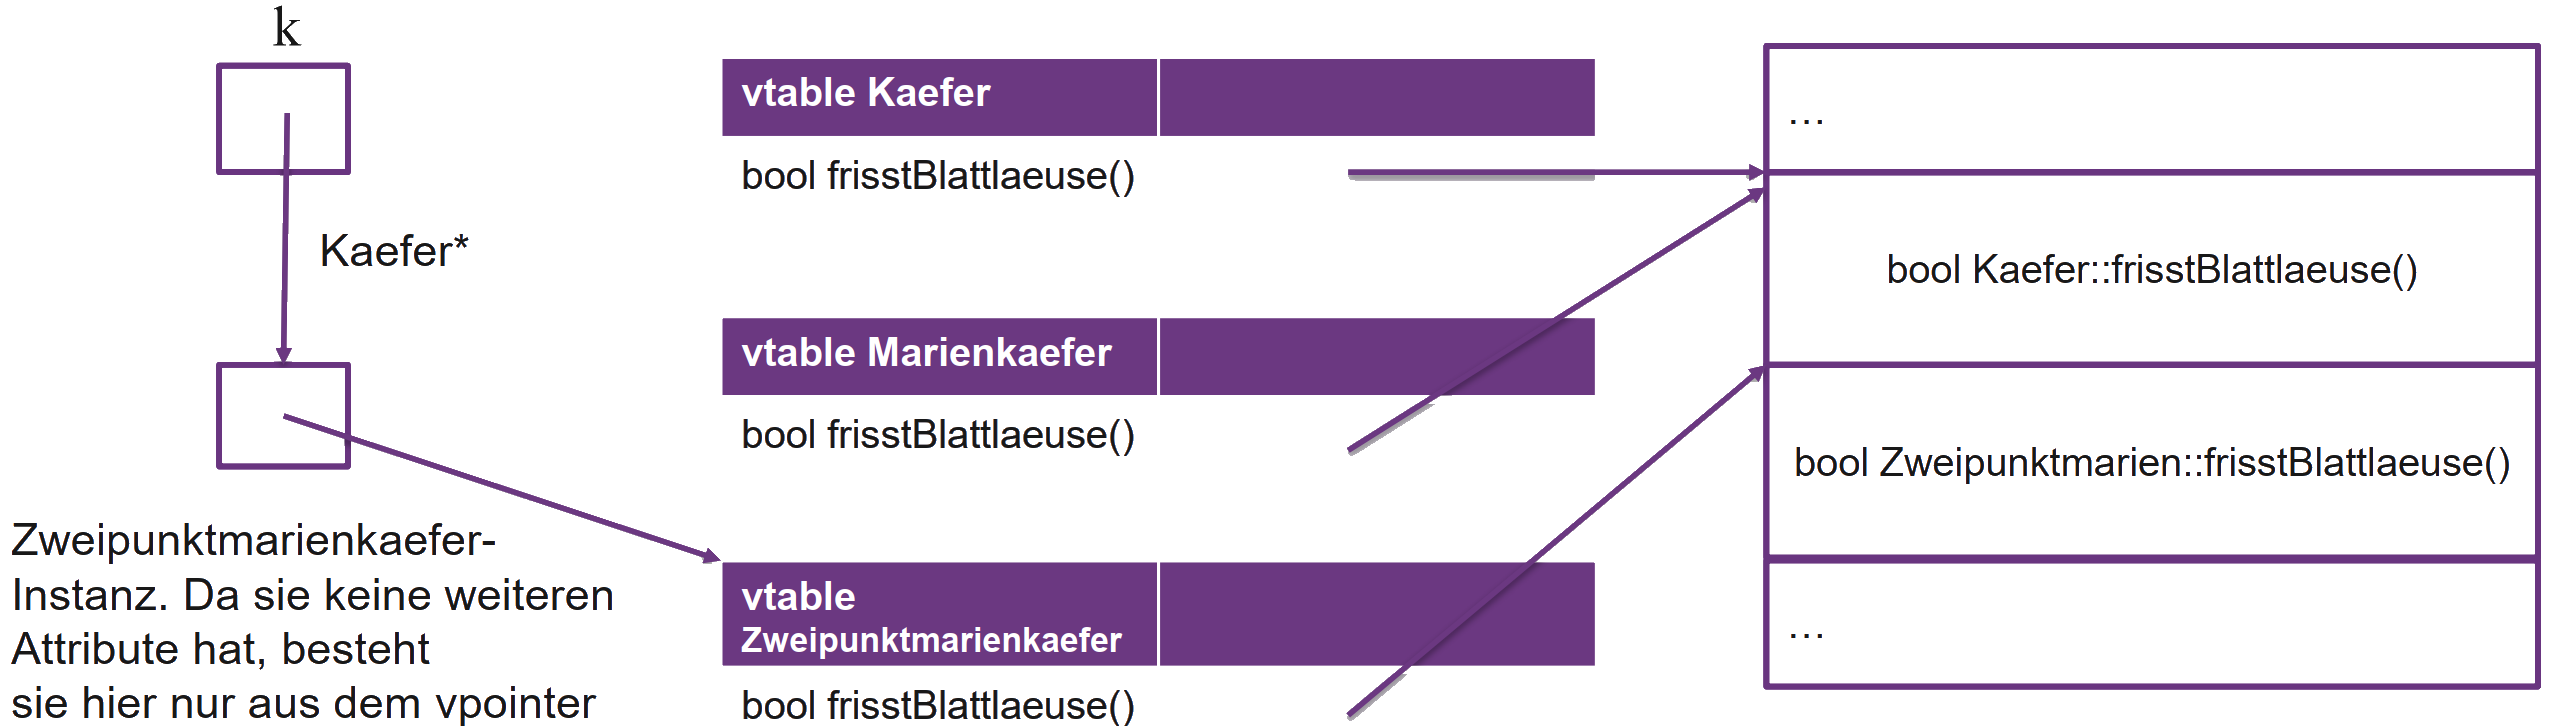 k
Kaefer*
Zweipunktmarienkaefer-
Instanz. Da sie keine weiteren
Attribute hat, besteht
sie hier nur aus dem vpointer
vtable Kaefer
bool frisstBlattlaeuse()
vtable Marienkaefer
bool frisstBlattlaeuse()
vtable
Zweipunktmarienkaefer
bool frisstBlattlaeuse()
...
bool Kaefer::frisstBlattlaeuse()
bool Zweipunktmarien::frisstBlattlaeuse()
...